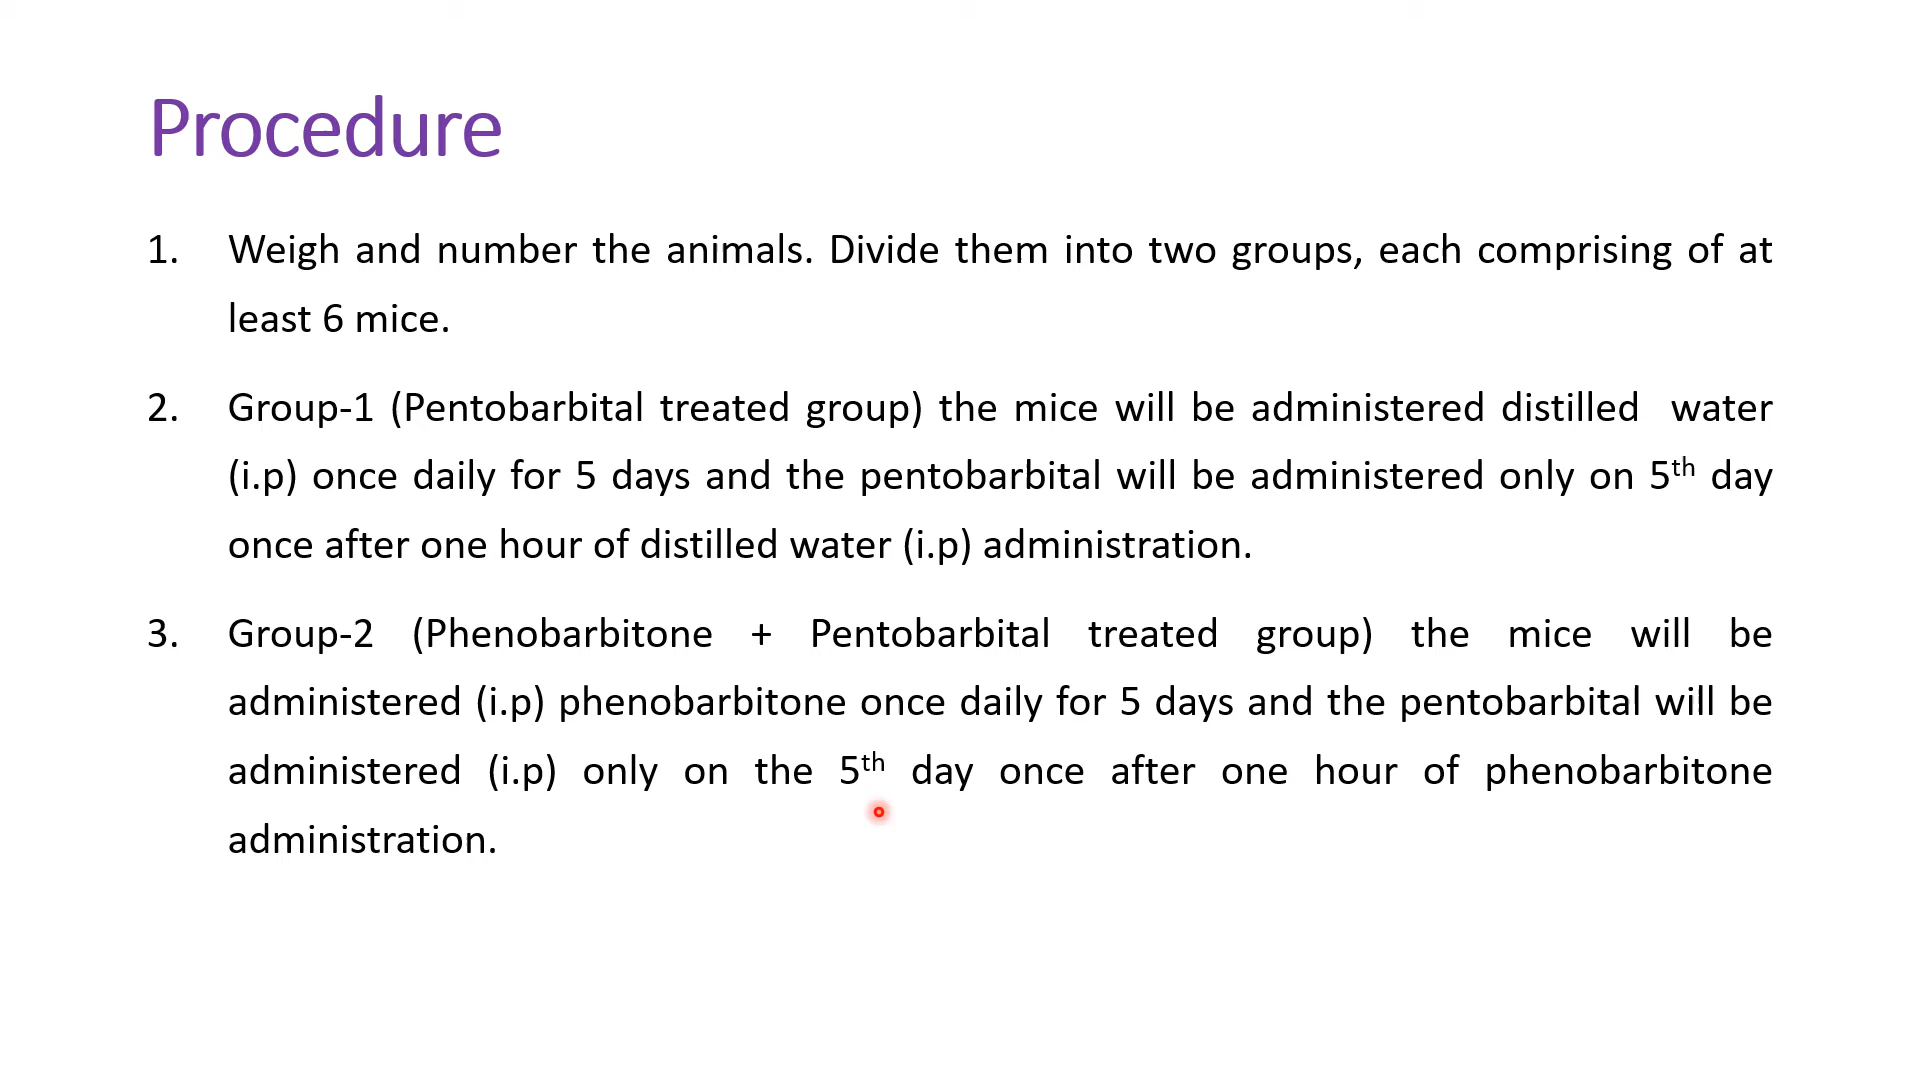 Procedure
1. Weigh and number the animals. Divide them into two groups, each comprising of at
least 6 mice.
2. Group-1 (Pentobarbital treated group) the mice will be administered distilled water
(i.p) once daily for 5 days and the pentobarbital will be administered only on 5th day
once after one hour of distilled water (i.p) administration.
3. Group-2 (Phenobarbitone + Pentobarbital treated group) the mice will be
administered (i.p) phenobarbitone once daily for 5 days and the pentobarbital will be
administered (i.p) only on the 5th day once after one hour of phenobarbitone
administration.